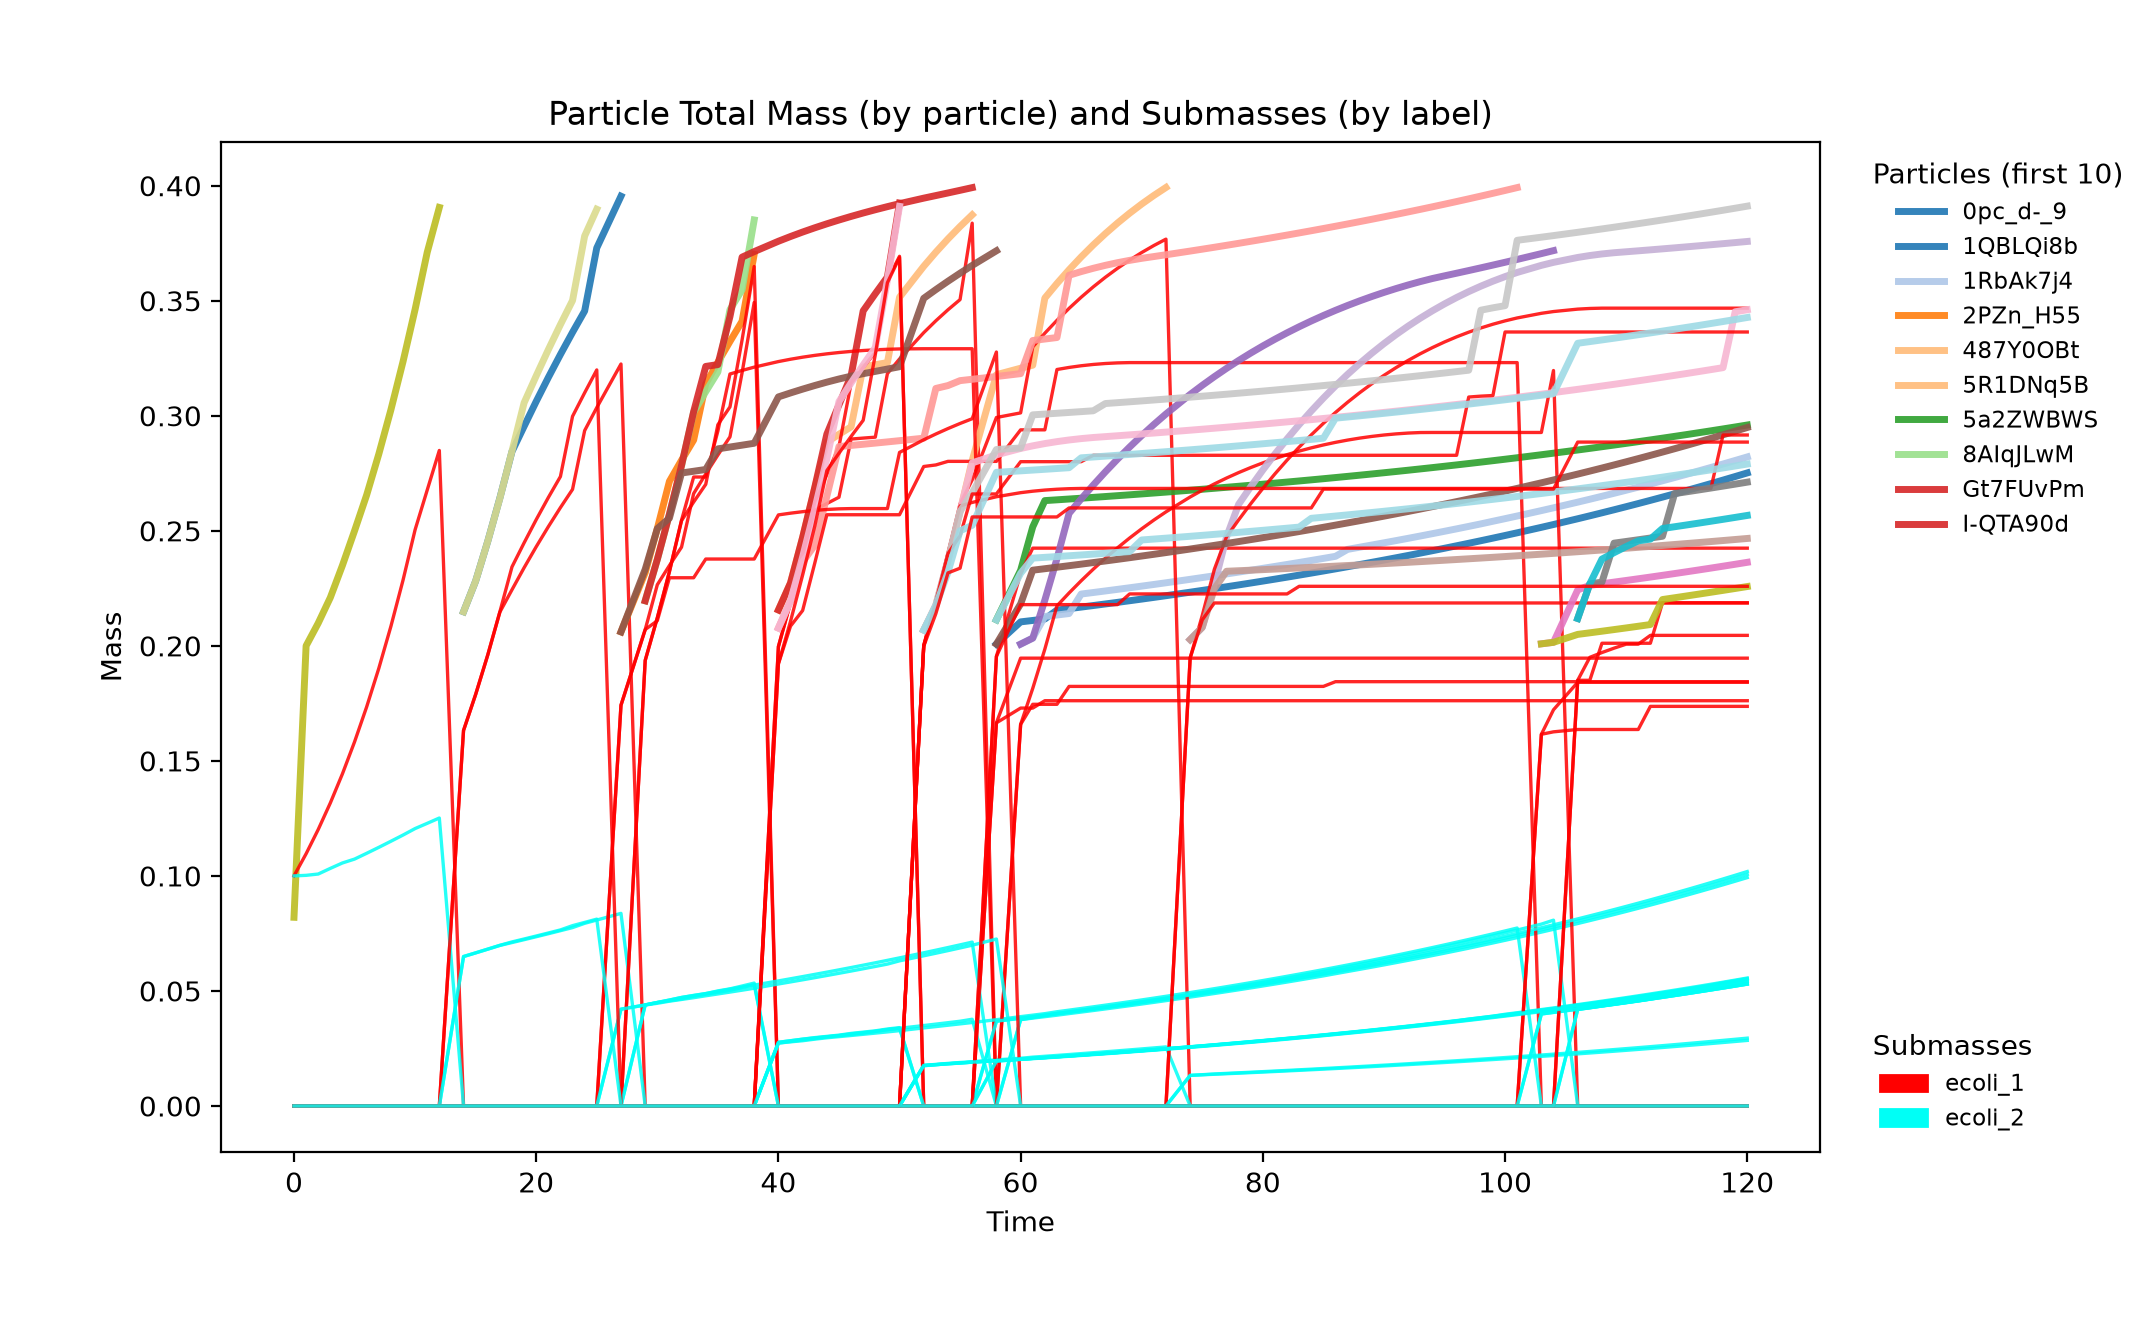 Particle Total Mass (by particle) and Submasses (by label)
Mass
0.40
0.35
0.30
0.25
0.20
0.15
0.10
0.05
0.00
0 20 40 60 80 100 120
Time
Particles (first 10)
0pc_d-_9
1QBLQi8b
1RbAk7j4
2PZn_H55
487Y0OBt
5R1DNq5B
5a2ZWBWS
8AIqJLwM
Gt7FUvPm
I-QTA90d
Submasses
ecoli_1
ecoli_2